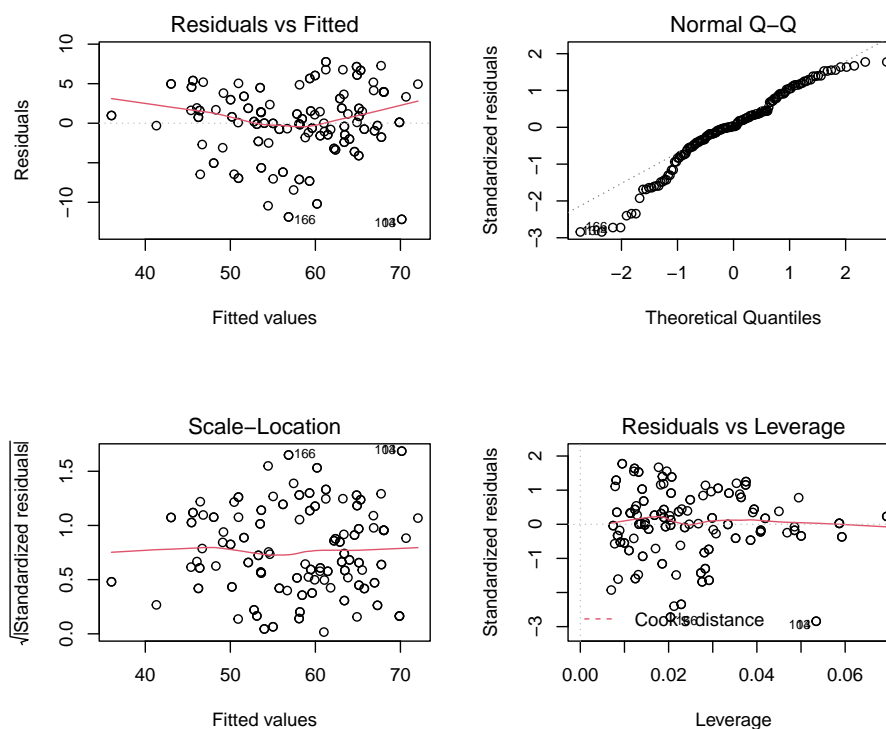 Residuals vs Fitted
Residuals
10
5
0
−10
166
40 50 60 70
Fitted values
Normal Q−Q
Standardized residuals
2
1
0
−1
−2
−3
−2 −1 0 1 2
Theoretical Quantiles
Scale−Location
√|Standardized residuals|
1.5
1.0
0.5
0.0
166
40 50 60 70
Fitted values
Residuals vs Leverage
Standardized residuals
2
1
0
−1
−3
Cook's distance
0.00 0.02 0.04 0.06
Leverage